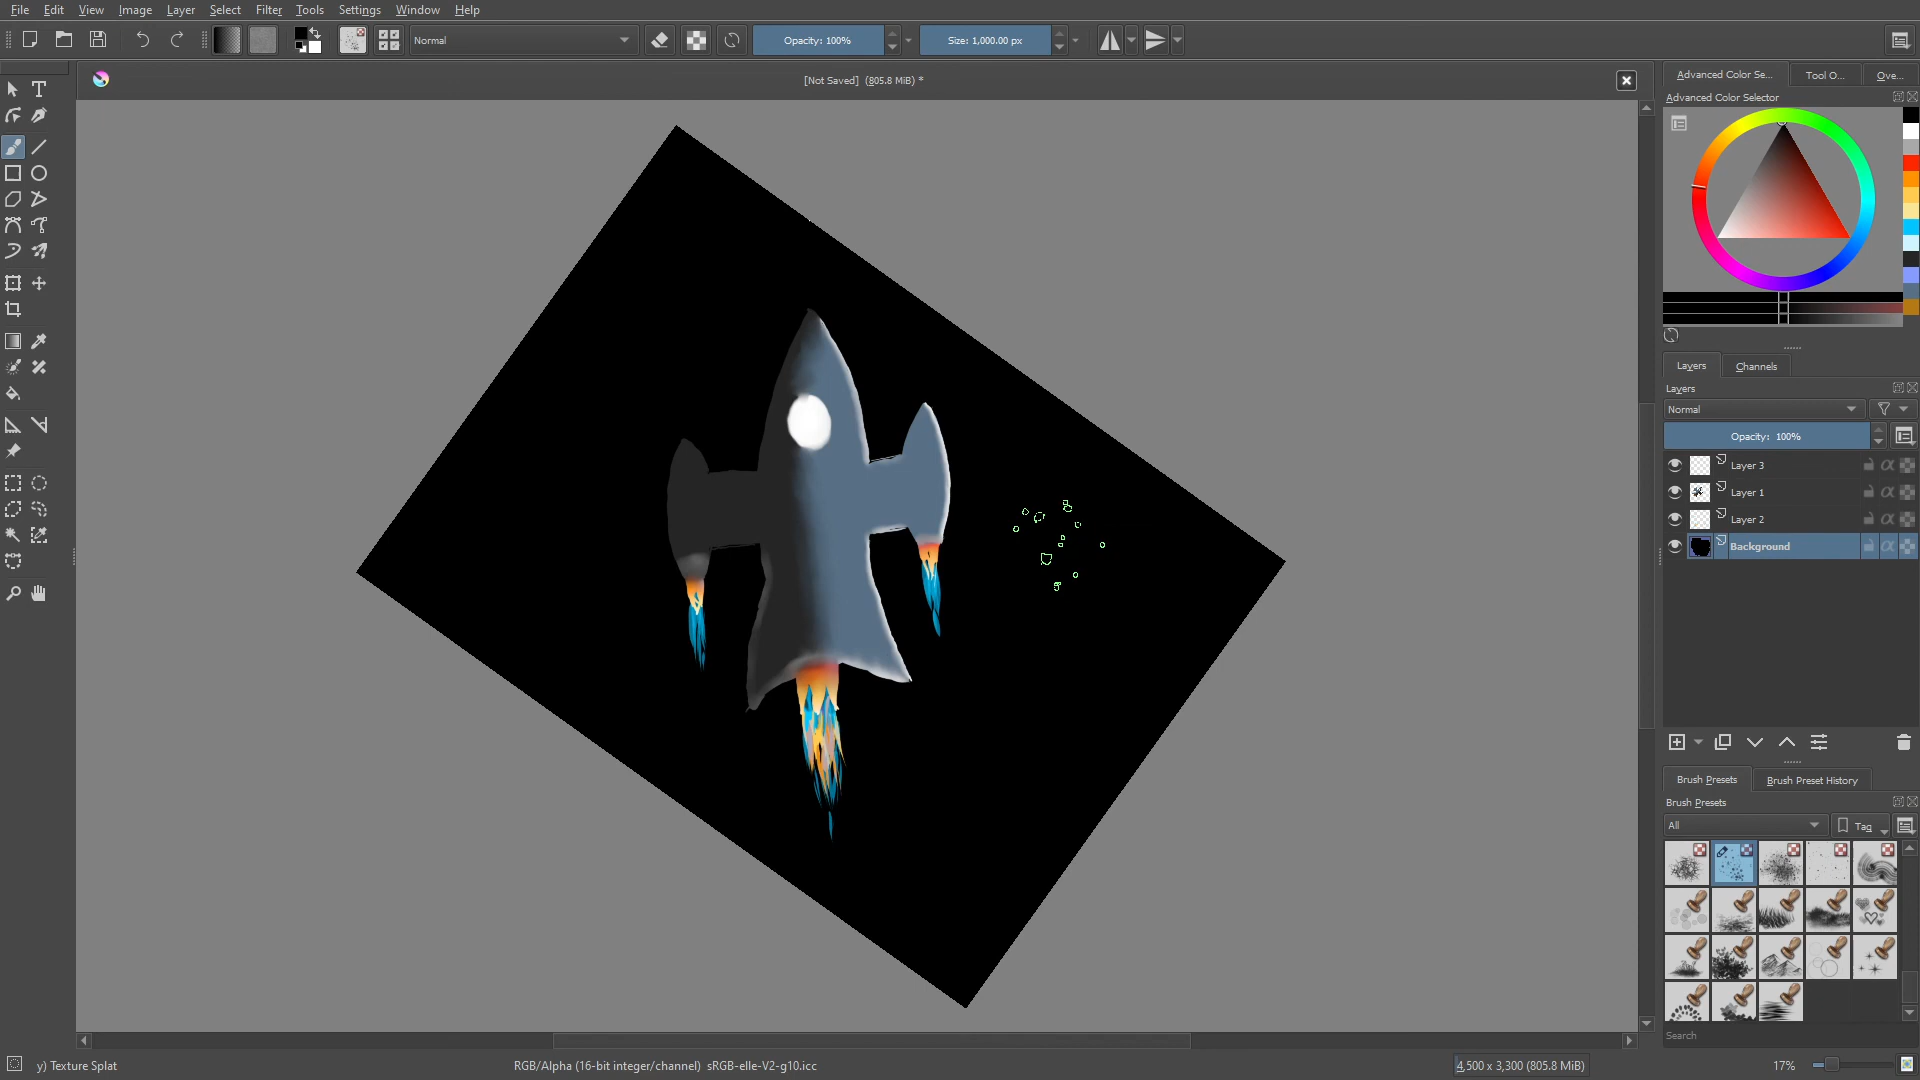 File Edit View Image Layer Select Filter Tools Settings Window Help
Normal Opacity: 100% Size: 1,000.00 px
[Not Saved] (805.8 MiB) *
Advanced Color Se... Tool O... Ove...
Advanced Color Selector
Layers Channels
Layers
Normal
Opacity: 100%
Layer 3
Layer 1
Layer 2
Background
Brush Presets Brush Preset History
Brush Presets
All Tag
Search
y) Texture Splat RGB/Alpha (16-bit integer/channel) sRGB-elle-V2-g10.icc 4,500 x 3,300 (805.8 MiB) 17%